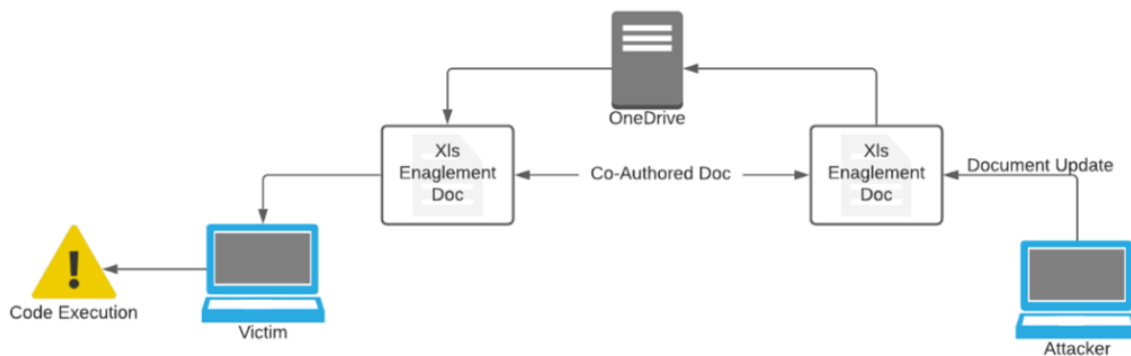 OneDrive
Xls
Enaglement
Doc
Co-Authored Doc
Xls
Enaglement
Doc
Document Update
Code Execution
Victim
Attacker